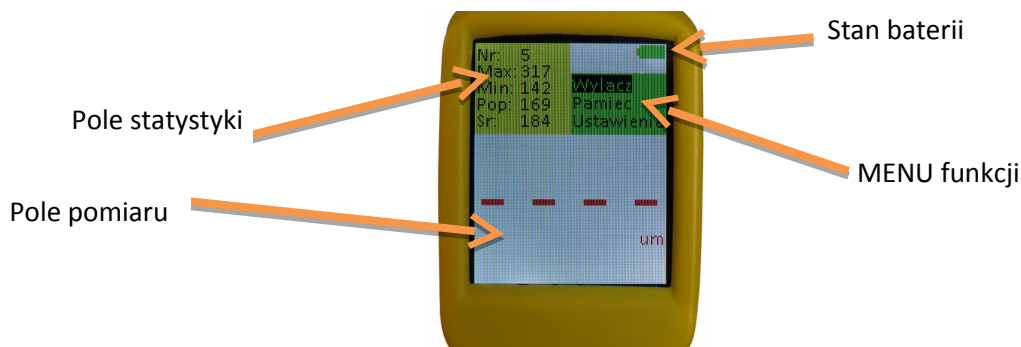 Stan baterii
Nr: 5
Max: 317
Min: 142
Pop: 169
Sr: 184
Wylacz
Pamiec
Ustawienia
Pole statystyki
MENU funkcji
Pole pomiaru
– – – –
um